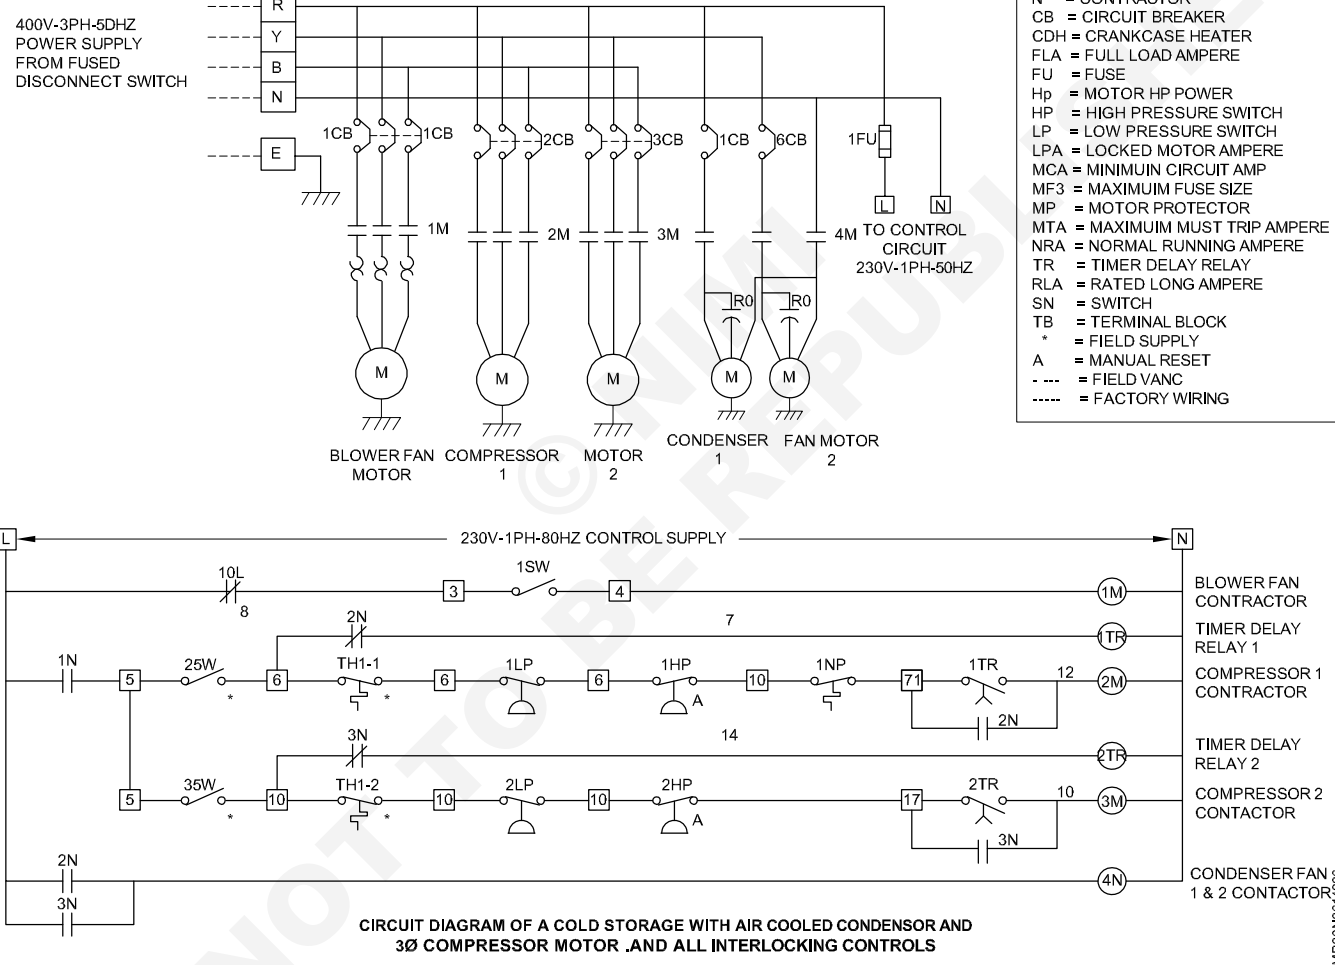 R
400V-3PH-5DHZ
POWER SUPPLY
FROM FUSED
DISCONNECT SWITCH
Y
B
N
E
1CB 1CB 2CB 3CB 1CB 6CB 1FU
L N
1M 2M 3M 4M
TO CONTROL
CIRCUIT
230V-1PH-50HZ
R0 R0
M M M M M
BLOWER FAN
MOTOR
COMPRESSOR
1
MOTOR
2
CONDENSER
1
FAN MOTOR
2
N = CONTRACTOR
CB = CIRCUIT BREAKER
CDH = CRANKCASE HEATER
FLA = FULL LOAD AMPERE
FU = FUSE
Hp = MOTOR HP POWER
HP = HIGH PRESSURE SWITCH
LP = LOW PRESSURE SWITCH
LPA = LOCKED MOTOR AMPERE
MCA = MINIMUIN CIRCUIT AMP
MF3 = MAXIMUIM FUSE SIZE
MP = MOTOR PROTECTOR
MTA = MAXIMUIM MUST TRIP AMPERE
NRA = NORMAL RUNNING AMPERE
TR = TIMER DELAY RELAY
RLA = RATED LONG AMPERE
SN = SWITCH
TB = TERMINAL BLOCK
* = FIELD SUPPLY
A = MANUAL RESET
- --- = FIELD VANC
----- = FACTORY WIRING
© NIMI
NOT TO BE REPUBLISHE
L 230V-1PH-80HZ CONTROL SUPPLY N
10L 8 3 1SW 4 1M
BLOWER FAN
CONTRACTOR
2N 7 1TR
TIMER DELAY
RELAY 1
1N 5 25W * 6 TH1-1 * 6 1LP 6 1HP A 10 1NP 71 1TR 12 2M
2N
COMPRESSOR 1
CONTRACTOR
3N 14 2TR
TIMER DELAY
RELAY 2
5 35W * 10 TH1-2 * 10 2LP 10 2HP A 17 2TR 10 3M
3N
COMPRESSOR 2
CONTACTOR
2N
3N
4N
CONDENSER FAN
1 & 2 CONTACTOR
CIRCUIT DIAGRAM OF A COLD STORAGE WITH AIR COOLED CONDENSOR AND
3Ø COMPRESSOR MOTOR .AND ALL INTERLOCKING CONTROLS